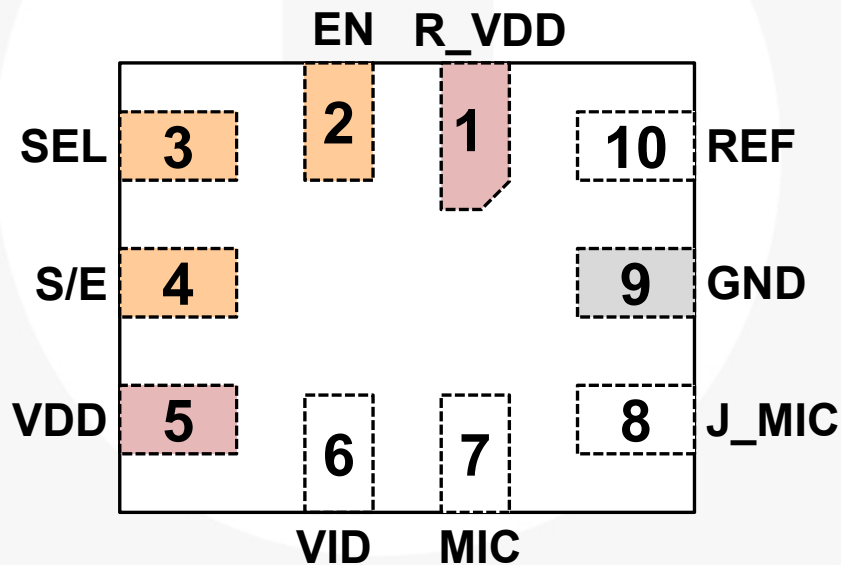 EN R_VDD
2 1
SEL 3 10 REF
S/E 4 9 GND
VDD 5 8 J_MIC
6 7
VID MIC